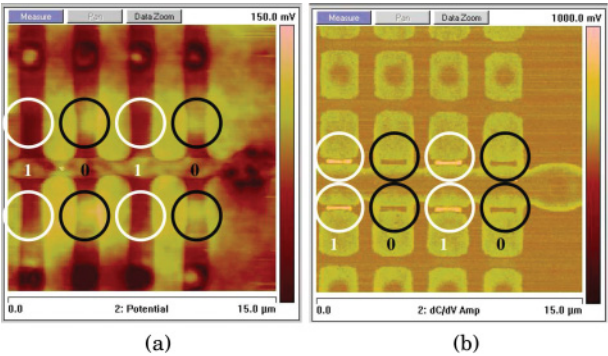 Measure Pan Data Zoom 150.0 mV
1 0 1 0
0.0 2: Potential 15.0 µm
(a)
Measure Pan Data Zoom 1000.0 mV
1 0 1 0
0.0 2: dC/dV Amp 15.0 µm
(b)